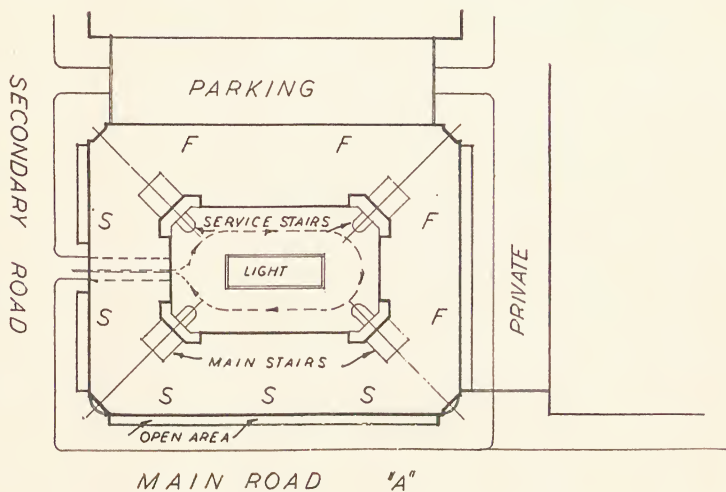 PARKING
SECONDARY ROAD
F F
S
SERVICE STAIRS
F
LIGHT
PRIVATE
S
F
MAIN STAIRS
S S S
OPEN AREA
MAIN ROAD "A"